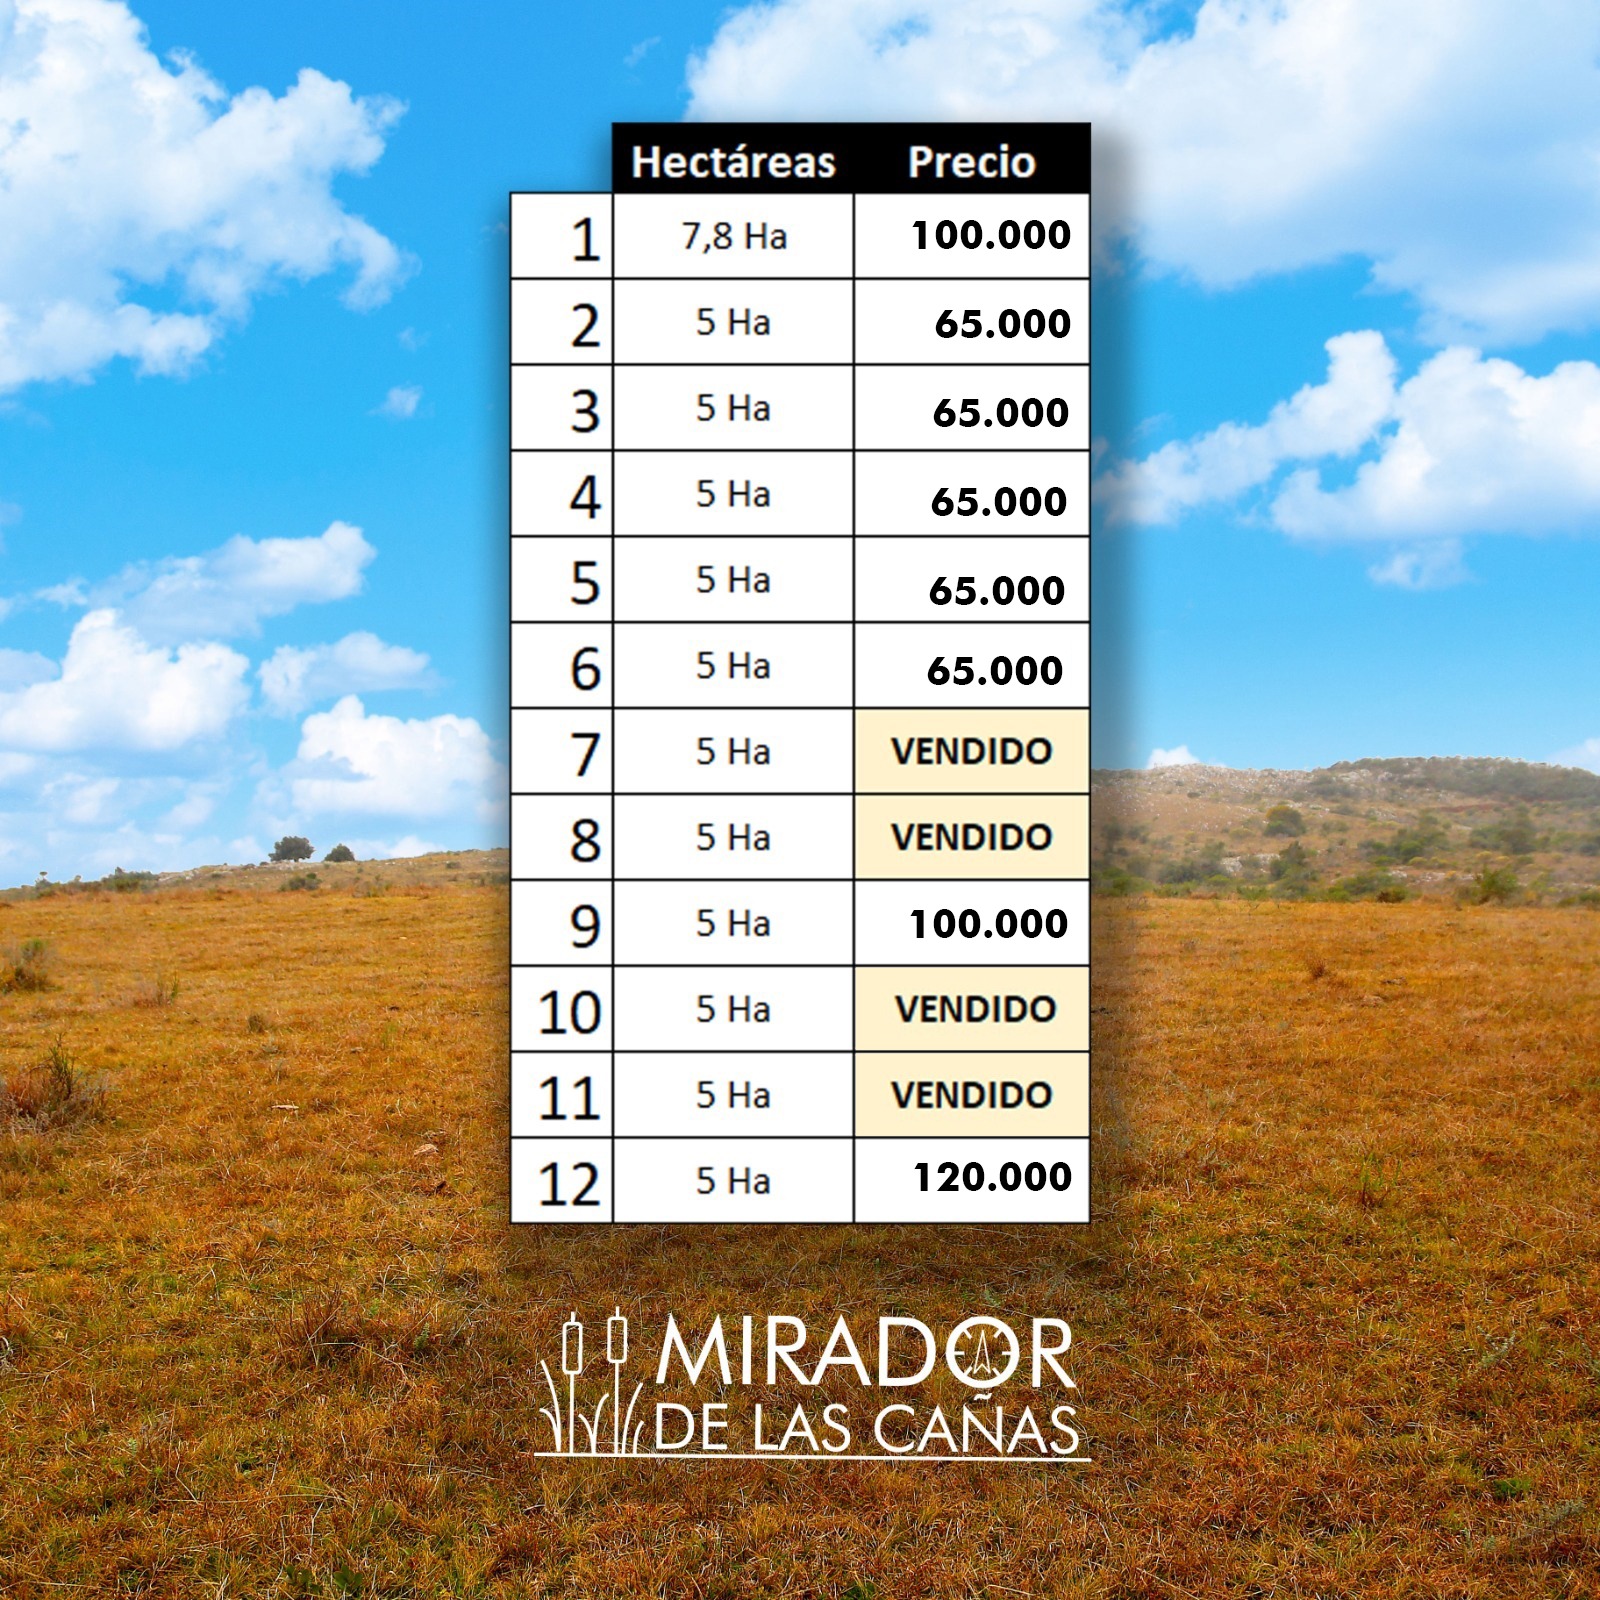 Hectáreas Precio
1 7,8 Ha 100.000
2 5 Ha 65.000
3 5 Ha 65.000
4 5 Ha 65.000
5 5 Ha 65.000
6 5 Ha 65.000
7 5 Ha VENDIDO
8 5 Ha VENDIDO
9 5 Ha 100.000
10 5 Ha VENDIDO
11 5 Ha VENDIDO
12 5 Ha 120.000
MIRADOR
DE LAS CAÑAS